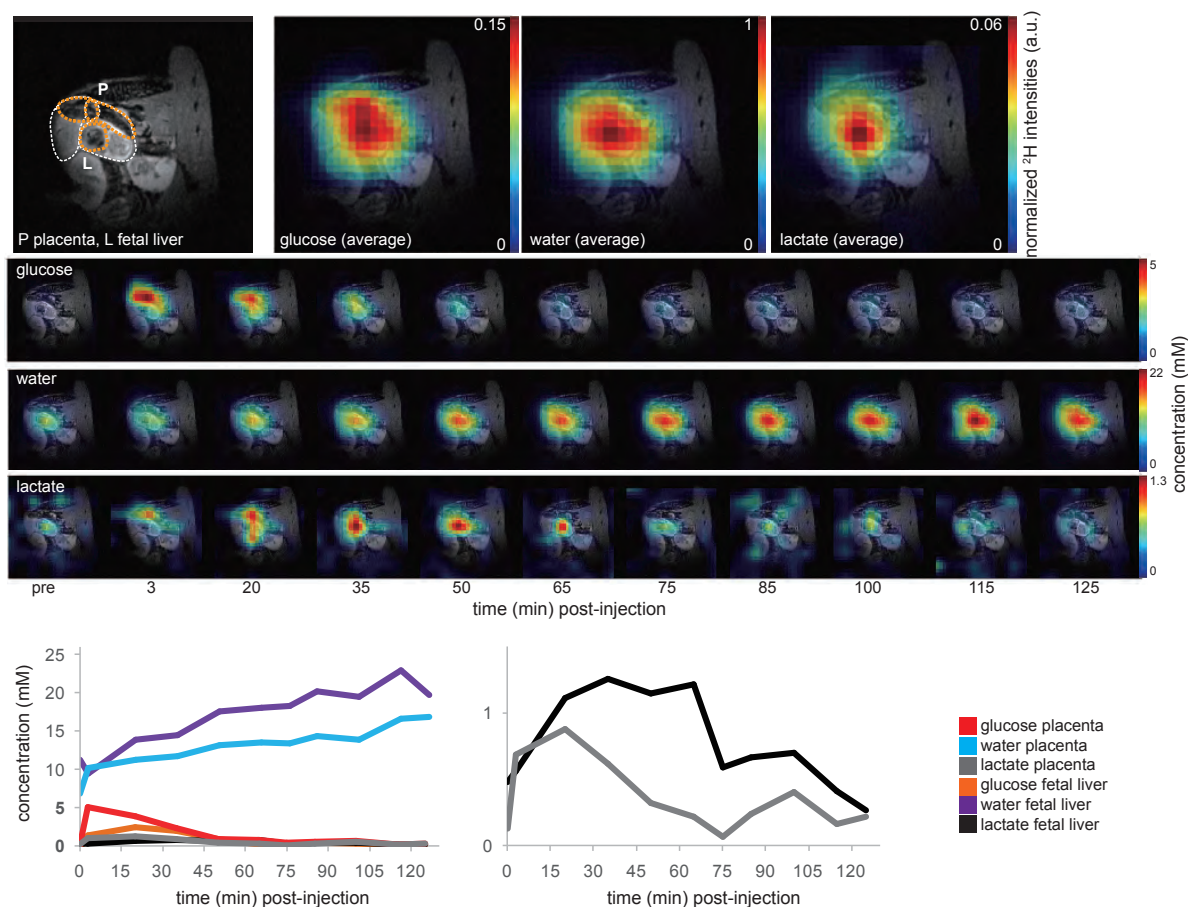 P
L
P placenta, L fetal liver
0.15
0
glucose (average)
1
0
water (average)
0.06
0
lactate (average)
normalized ²H intensities (a.u.)
glucose
5
0
water
22
0
lactate
1.3
0
concentration (mM)
pre 3 20 35 50 65 75 85 100 115 125
time (min) post-injection
25
20
15
10
5
0
concentration (mM)
0 15 30 45 60 75 90 105 120
time (min) post-injection
1
0
0 15 30 45 60 75 90 105 120
time (min) post-injection
glucose placenta
water placenta
lactate placenta
glucose fetal liver
water fetal liver
lactate fetal liver